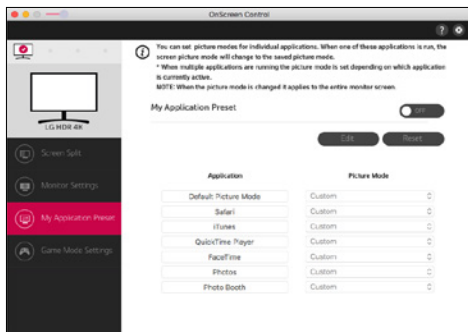 OnScreen Control
?
You can set picture modes for individual applications. When one of these applications is run, the
screen picture mode will change to the saved picture mode.
* When multiple applications are running the picture mode is set depending on which application
is currently active.
NOTE: When the picture mode is changed it applies to the entire monitor screen.
LG HDR 4K
My Application Preset
OFF
Edit
Reset
Screen Split
Monitor Settings
My Application Preset
Game Mode Settings
Application
Picture Mode
Default Picture Mode
Custom
Safari
Custom
iTunes
Custom
QuickTime Player
Custom
FaceTime
Custom
Photos
Custom
Photo Booth
Custom